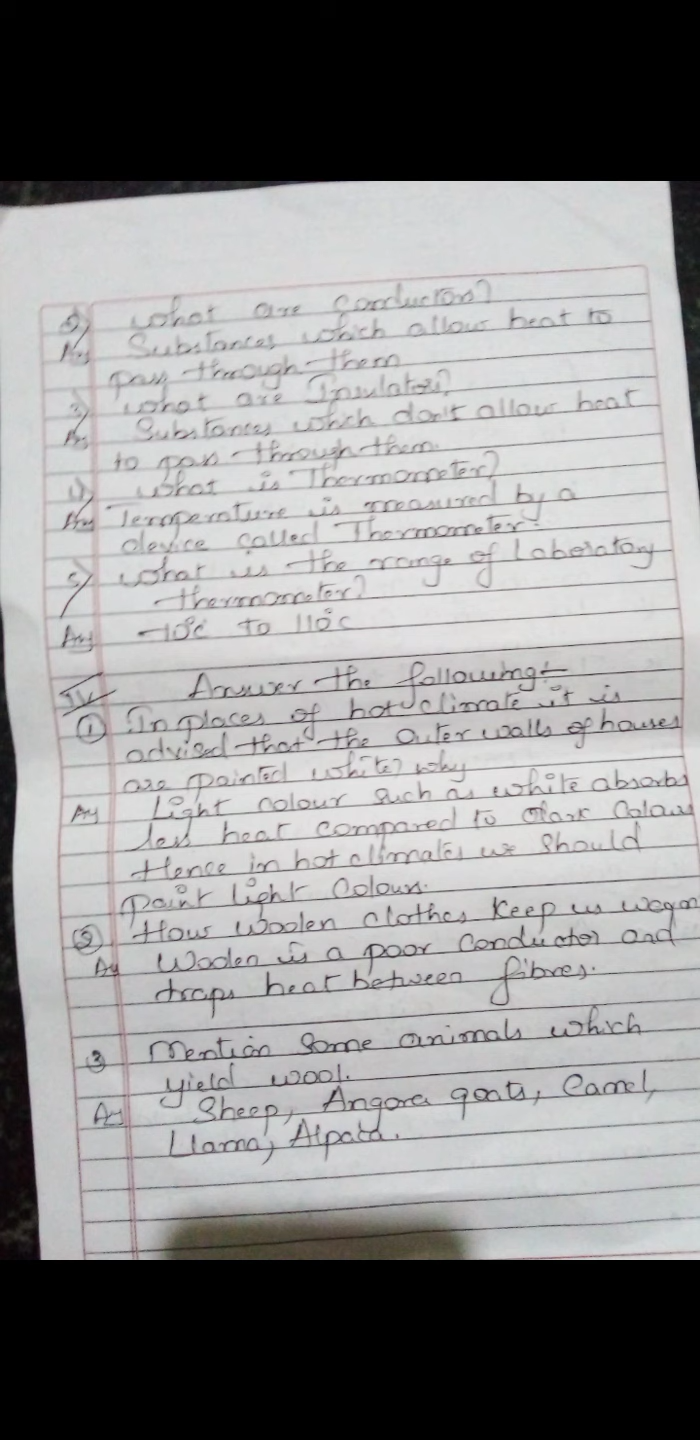 2) What are Conductors?
Ans Substances which allow heat to
pass through them
3) What are Insulators?
Ans Substances which don't allow heat
to pass through them.
4) What is Thermometer?
Ans Temperature is measured by a
device called Thermometer.
5) What is the range of Laboratory
thermometer?
Ans -10°c to 110°c
IV Answer the following:-
① In places of hot climate it is
advised that the outer walls of houses
are painted white? why
Ans Light colour such as white absorbs
less heat compared to dark Colour
Hence in hot climates we should
paint light Colour.
② How Woolen clothes keep us warm
Ans Woolen is a poor conductor and
traps heat between fibres.
③ Mention Some animals which
yield wool.
Ans Sheep, Angora goats, Camel,
Llama, Alpaca.